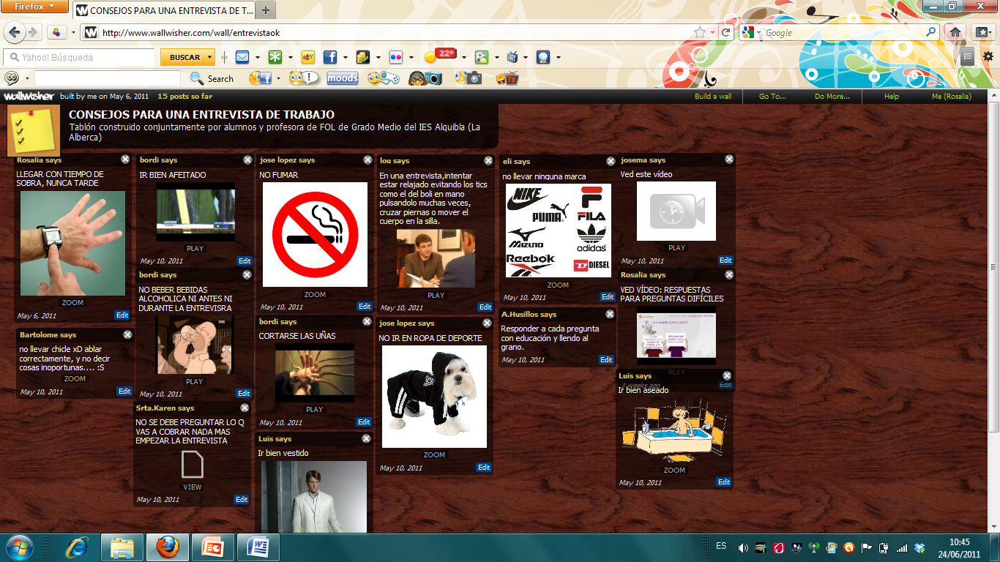 Firefox
CONSEJOS PARA UNA ENTREVISTA DE T...
http://www.wallwisher.com/wall/entrevistaok
Google
Yahoo! Búsqueda
BUSCAR
22º
Search
moods
wallwisher built by me on May 6, 2011 15 posts so far
Build a wall Go To... Do More... Help Me (Rosalia)
CONSEJOS PARA UNA ENTREVISTA DE TRABAJO
Tablón construido conjuntamente por alumnos y profesora de FOL de Grado Medio del IES Alquibla (La
Alberca)
Rosalia says
LLEGAR CON TIEMPO DE
SOBRA, NUNCA TARDE
ZOOM
May 6, 2011 Edit
Bartolome says
no llevar chicle xD ablar
correctamente, y no decir
cosas inoportunas.... :S
ZOOM
May 10, 2011 Edit
bordi says
IR BIEN AFEITADO
PLAY
May 10, 2011 Edit
bordi says
NO BEBER BEBIDAS
ALCOHOLICA NI ANTES NI
DURANTE LA ENTREVISRA
PLAY
May 10, 2011 Edit
Srta.Karen says
NO SE DEBE PREGUNTAR LO Q
VAS A COBRAR NADA MAS
EMPEZAR LA ENTREVISTA
VIEW
May 10, 2011 Edit
jose lopez says
NO FUMAR
ZOOM
May 10, 2011 Edit
bordi says
CORTARSE LAS UÑAS
PLAY
May 10, 2011 Edit
Luis says
Ir bien vestido
lou says
En una entrevista,intentar
estar relajado evitando los tics
como el del boli en mano
pulsandolo muchas veces,
cruzar piernas o mover el
cuerpo en la silla.
PLAY
May 10, 2011 Edit
jose lopez says
NO IR EN ROPA DE DEPORTE
ZOOM
May 10, 2011 Edit
eli says
no llevar ninguna marca
NIKE
PUMA
FILA
MIZUNO
adidas
Reebok
DIESEL
ZOOM
May 10, 2011 Edit
A.Husillos says
Responder a cada pregunta
con educación y llendo al
grano.
May 10, 2011 Edit
josema says
Ved este vídeo
PLAY
May 10, 2011 Edit
Rosalia says
VED VÍDEO: RESPUESTAS
PARA PREGUNTAS DIFÍCILES
PLAY
3 weeks ago Edit
Luis says
Ir bien aseado
ZOOM
May 10, 2011 Edit
ES
10:45
24/06/2011